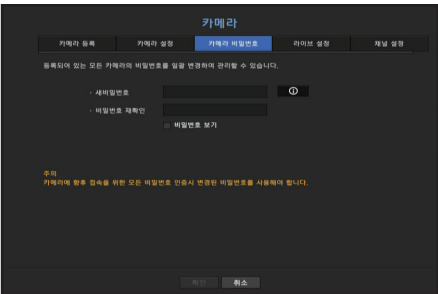 카메라
카메라 등록 카메라 설정 카메라 비밀번호 라이브 설정 채널 설정
등록되어 있는 모든 카메라의 비밀번호를 일괄 변경하여 관리할 수 있습니다.
· 새비밀번호
· 비밀번호 재확인
비밀번호 보기
주의
카메라에 향후 접속을 위한 모든 비밀번호 인증시 변경된 비밀번호를 사용해야 합니다.
확인 취소